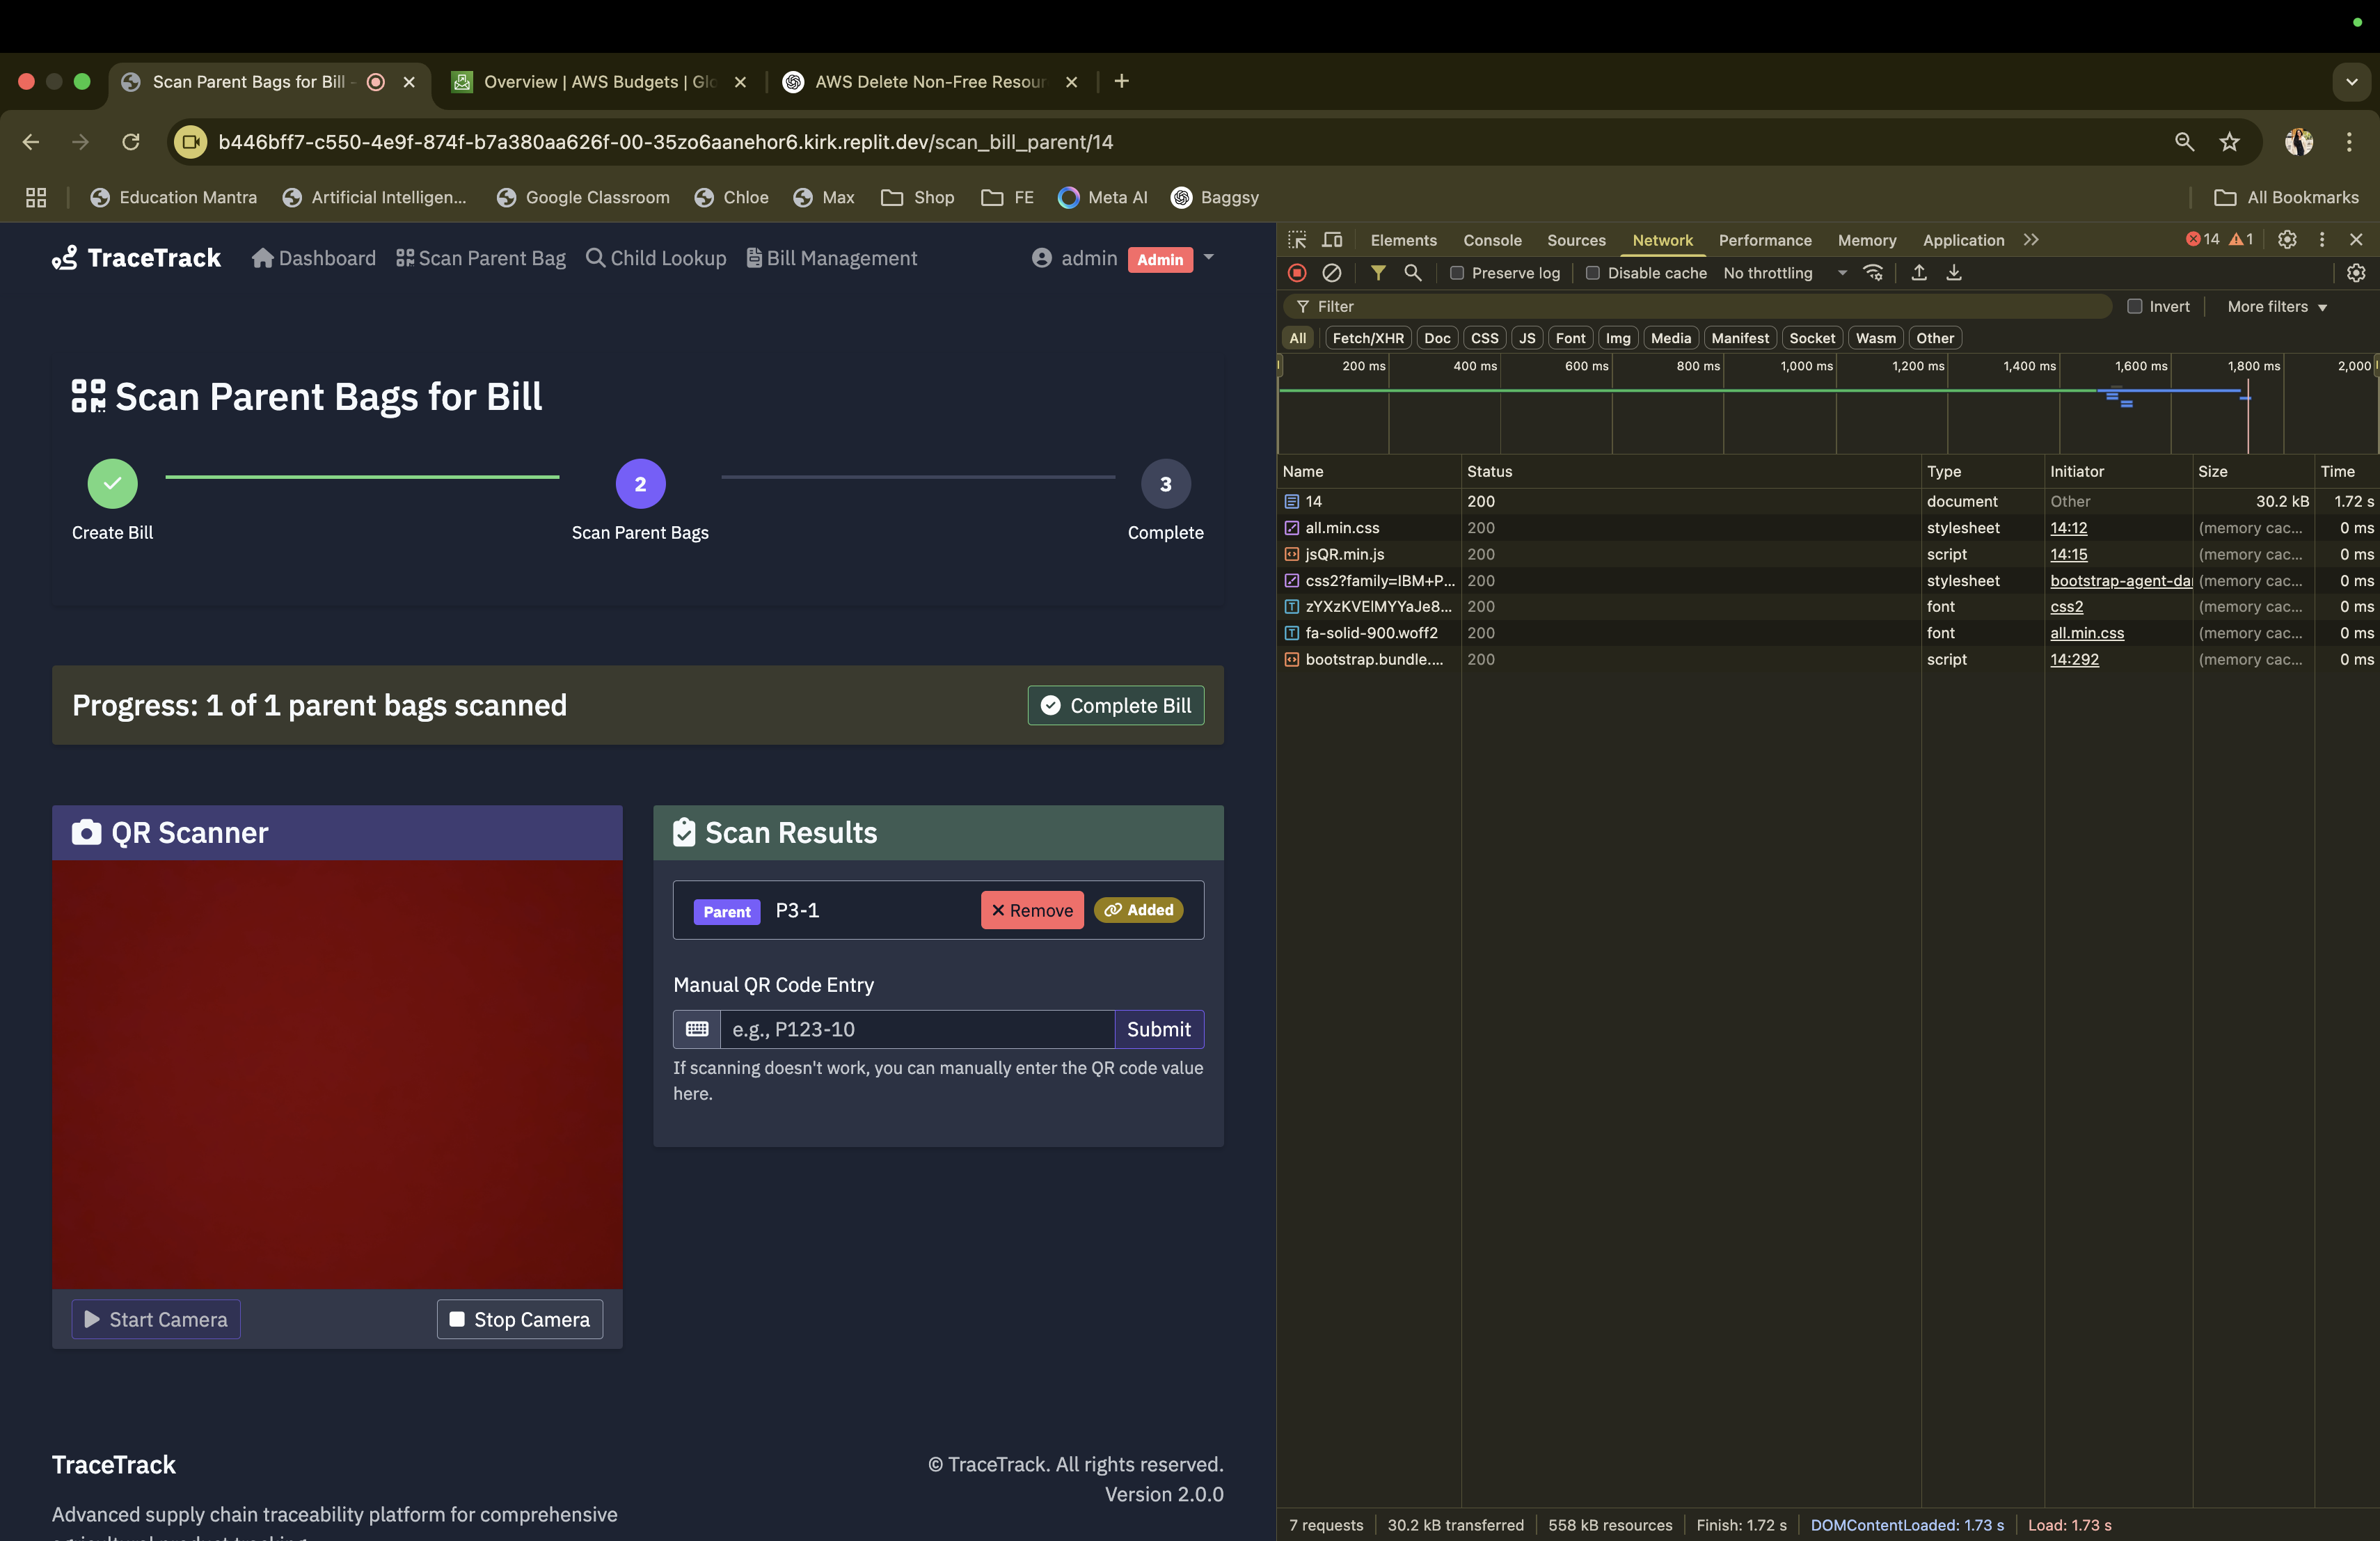 Scan Parent Bags for Bill -
Overview | AWS Budgets | Glo
AWS Delete Non-Free Resour
b446bff7-c550-4e9f-874f-b7a380aa626f-00-35zo6aanehor6.kirk.replit.dev/scan_bill_parent/14
Education Mantra
Artificial Intelligen...
Google Classroom
Chloe
Max
Shop
FE
Meta AI
Baggsy
All Bookmarks
TraceTrack
Dashboard
Scan Parent Bag
Child Lookup
Bill Management
admin
Admin
Scan Parent Bags for Bill
2
3
Create Bill
Scan Parent Bags
Complete
Progress: 1 of 1 parent bags scanned
Complete Bill
QR Scanner
Start Camera
Stop Camera
Scan Results
Parent P3-1
Remove
Added
Manual QR Code Entry
e.g., P123-10
Submit
If scanning doesn't work, you can manually enter the QR code value
here.
TraceTrack
Advanced supply chain traceability platform for comprehensive
© TraceTrack. All rights reserved.
Version 2.0.0
Elements
Console
Sources
Network
Performance
Memory
Application
14
1
Preserve log
Disable cache
No throttling
Filter
Invert
More filters
All
Fetch/XHR
Doc
CSS
JS
Font
Img
Media
Manifest
Socket
Wasm
Other
200 ms
400 ms
600 ms
800 ms
1,000 ms
1,200 ms
1,400 ms
1,600 ms
1,800 ms
2,000
Name Status Type Initiator Size Time
14 200 document Other 30.2 kB 1.72 s
all.min.css 200 stylesheet 14:12 (memory cac... 0 ms
jsQR.min.js 200 script 14:15 (memory cac... 0 ms
css2?family=IBM+P... 200 stylesheet bootstrap-agent-dar (memory cac... 0 ms
zYXzKVElMYYaJe8... 200 font css2 (memory cac... 0 ms
fa-solid-900.woff2 200 font all.min.css (memory cac... 0 ms
bootstrap.bundle.... 200 script 14:292 (memory cac... 0 ms
7 requests
30.2 kB transferred
558 kB resources
Finish: 1.72 s
DOMContentLoaded: 1.73 s
Load: 1.73 s